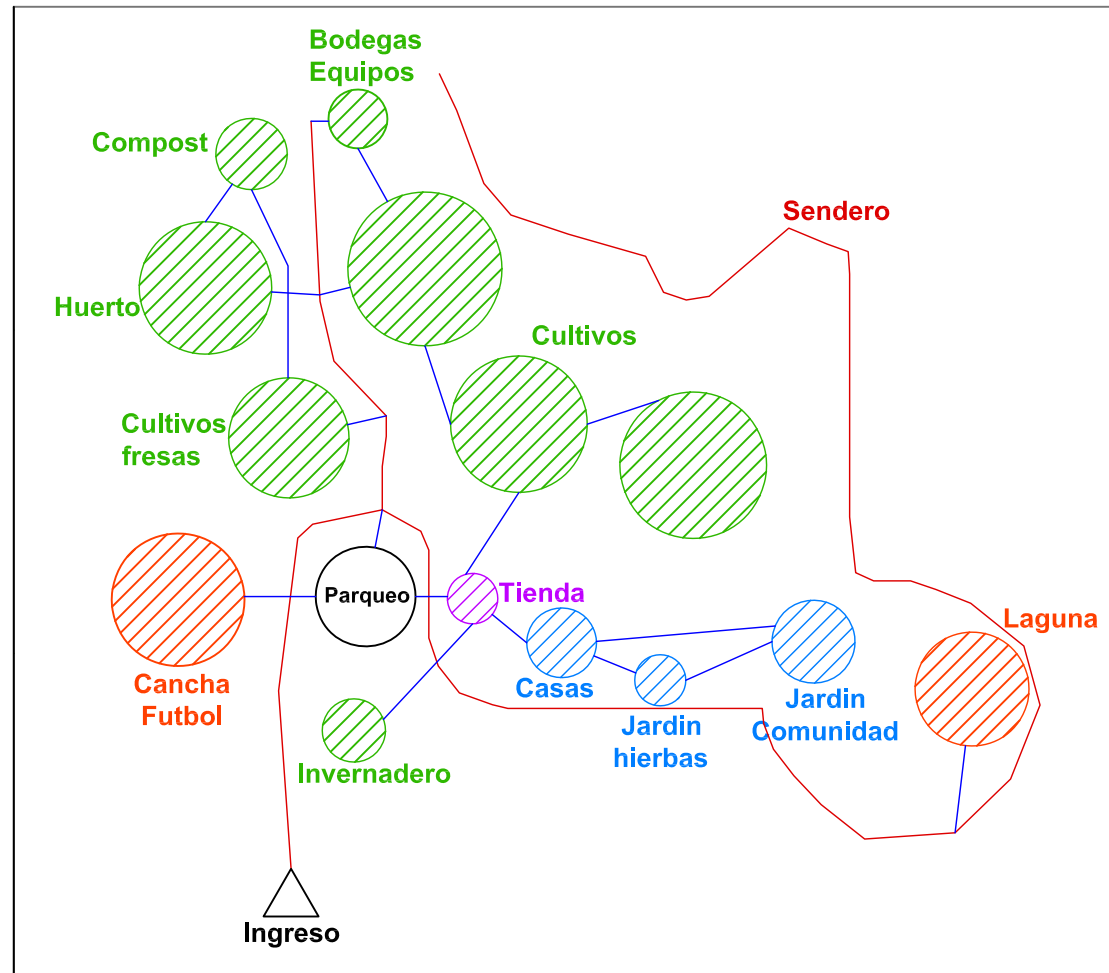 Bodegas
Equipos
Compost
Sendero
Huerto
Cultivos
Cultivos
fresas
Parqueo
Tienda
Laguna
Cancha
Futbol
Casas
Jardin
Comunidad
Jardin
hierbas
Invernadero
Ingreso